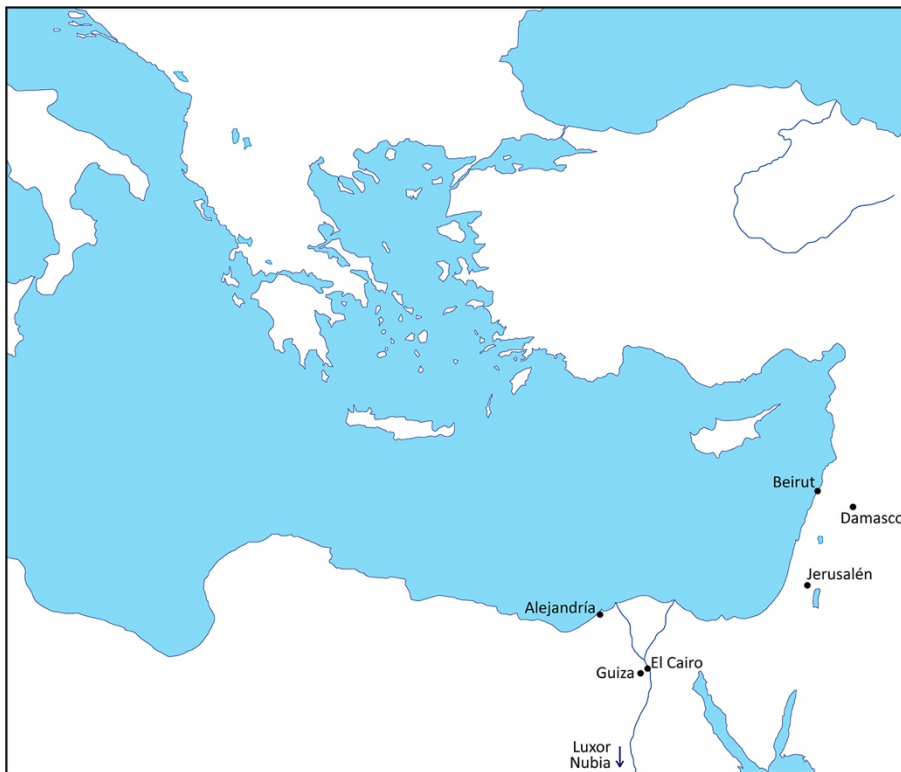 Beirut
Damasco
Jerusalén
Alejandría
El Cairo
Guiza
Luxor
Nubia